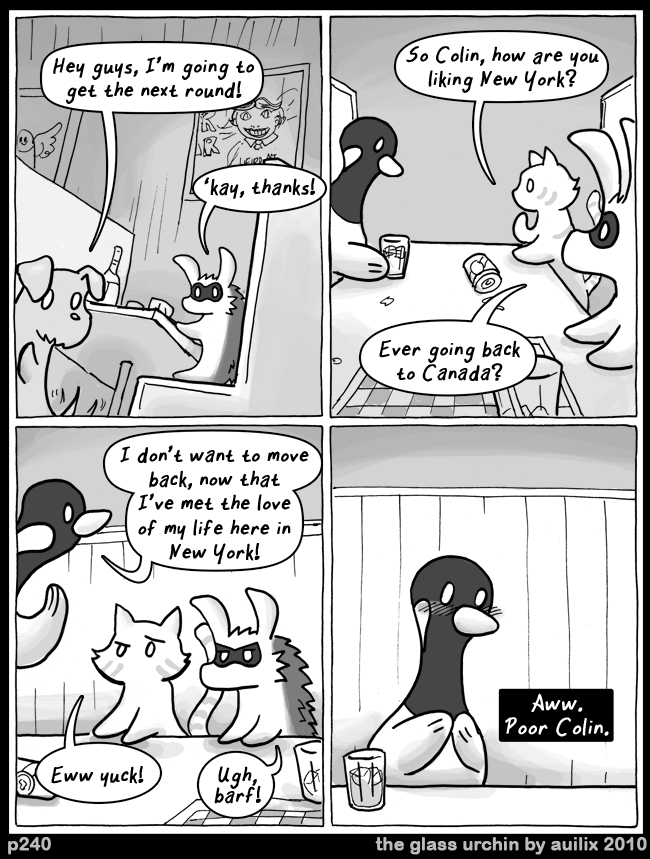 Hey guys, I'm going to
get the next round!
'kay, thanks!
So Colin, how are you
liking New York?
Ever going back
to Canada?
I don't want to move
back, now that
I've met the love
of my life here in
New York!
Eww yuck!
Ugh,
barf!
Aww.
Poor Colin.
p240
the glass urchin by auilix 2010